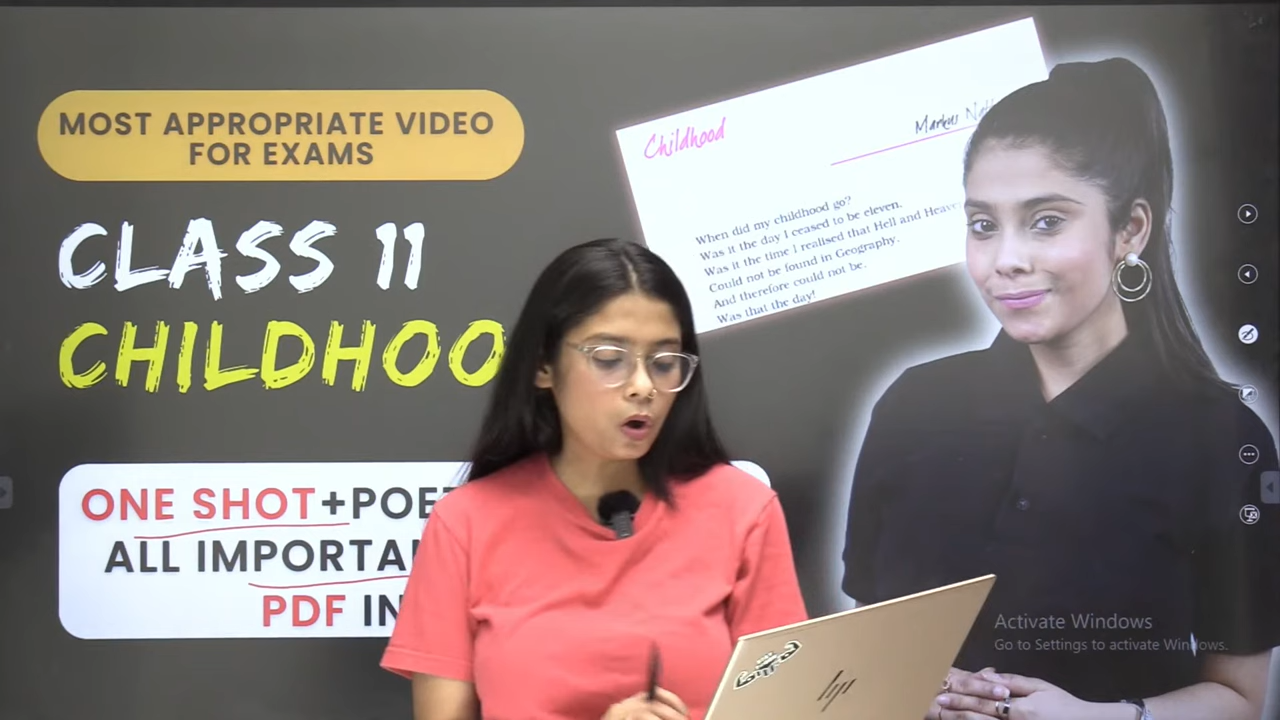 MOST APPROPRIATE VIDEO
FOR EXAMS
CLASS 11
CHILDHOO
ONE SHOT+POE
ALL IMPORTA
PDF IN
Childhood
Markus
When did my childhood go?
Was it the day I ceased to be eleven,
Was it the time I realised that Hell and Heave
Could not be found in Geography,
And therefore could not be,
Was that the day!
hp
Activate Windows
Go to Settings to activate Windows.